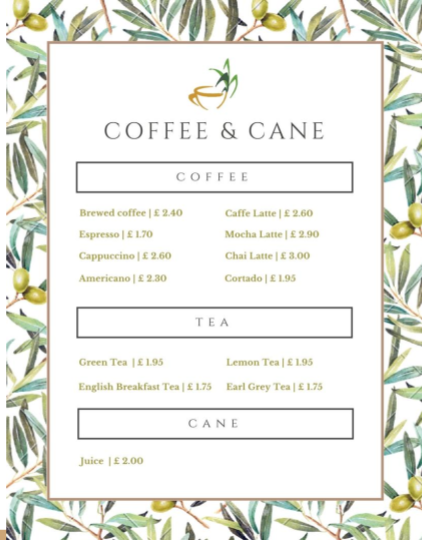 COFFEE & CANE
COFFEE
Brewed coffee | £ 2.40
Caffe Latte | £ 2.60
Espresso | £ 1.70
Mocha Latte | £ 2.90
Cappuccino | £ 2.60
Chai Latte | £ 3.00
Americano | £ 2.30
Cortado | £ 1.95
TEA
Green Tea | £ 1.95
Lemon Tea | £ 1.95
English Breakfast Tea | £ 1.75
Earl Grey Tea | £ 1.75
CANE
Juice | £ 2.00